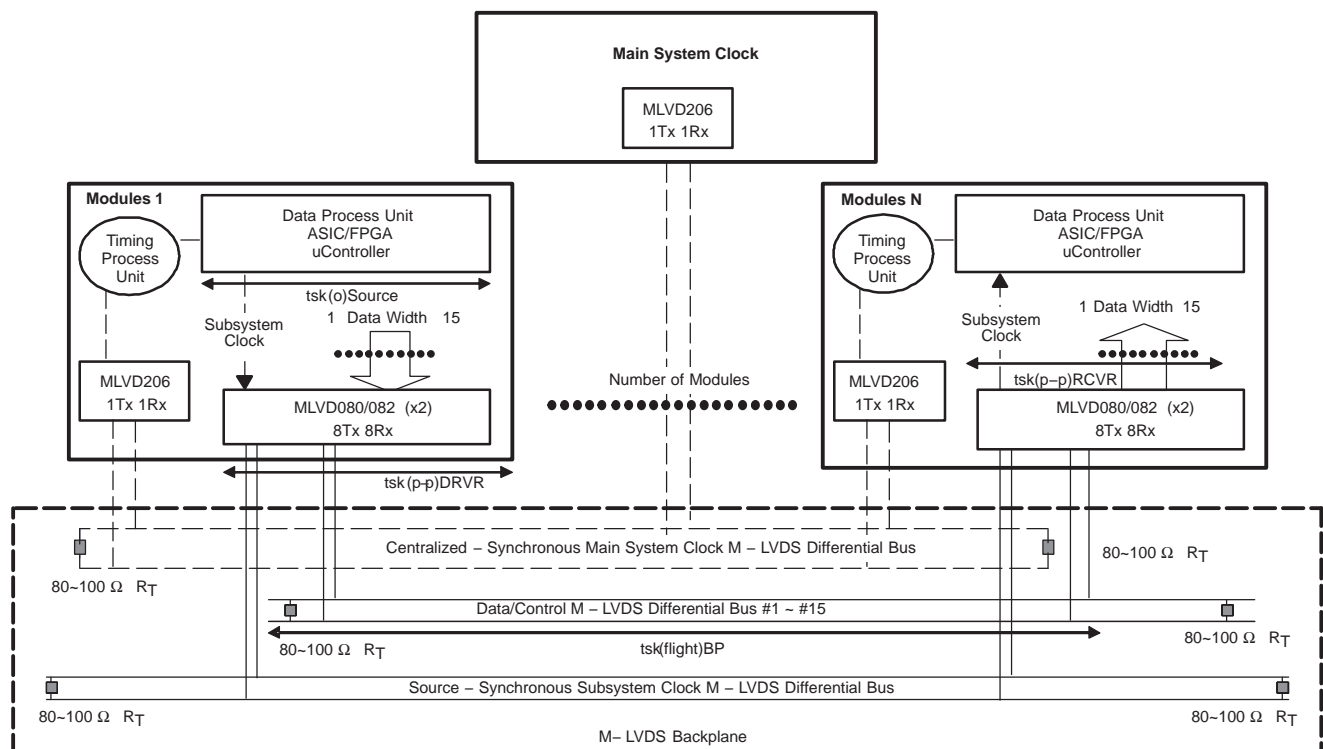 Main System Clock
MLVD206
1Tx 1Rx
Modules 1
Timing
Process
Unit
Data Process Unit
ASIC/FPGA
uController
tsk(o)Source
1 Data Width 15
Subsystem
Clock
MLVD206
1Tx 1Rx
MLVD080/082 (x2)
8Tx 8Rx
tsk(p–p)DRVR
Number of Modules
Modules N
Timing
Process
Unit
Data Process Unit
ASIC/FPGA
uController
1 Data Width 15
Subsystem
Clock
tsk(p–p)RCVR
MLVD206
1Tx 1Rx
MLVD080/082 (x2)
8Tx 8Rx
Centralized – Synchronous Main System Clock M – LVDS Differential Bus
80~100 Ω RT
80~100 Ω RT
Data/Control M – LVDS Differential Bus #1 ~ #15
80~100 Ω RT
tsk(flight)BP
80~100 Ω RT
Source – Synchronous Subsystem Clock M – LVDS Differential Bus
80~100 Ω RT
80~100 Ω RT
M– LVDS Backplane